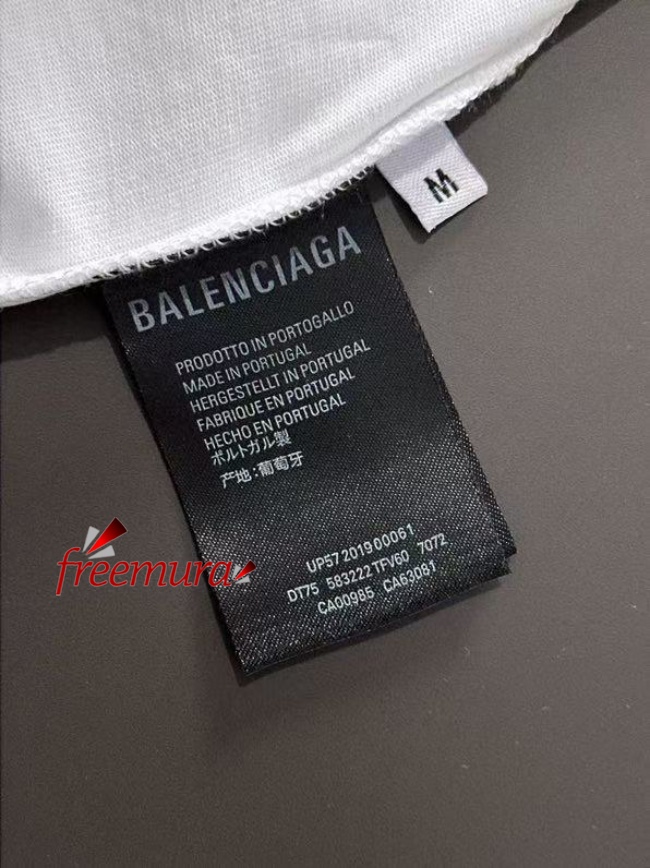 M
BALENCIAGA
PRODOTTO IN PORTOGALLO
MADE IN PORTUGAL
HERGESTELLT IN PORTUGAL
FABRIQUE EN PORTUGAL
HECHO EN PORTUGAL
ポルトガル製
产地:葡萄牙
UP57 2019 00061
DT75 583222 TFV60 7072
CA00985 CA63081
freemura